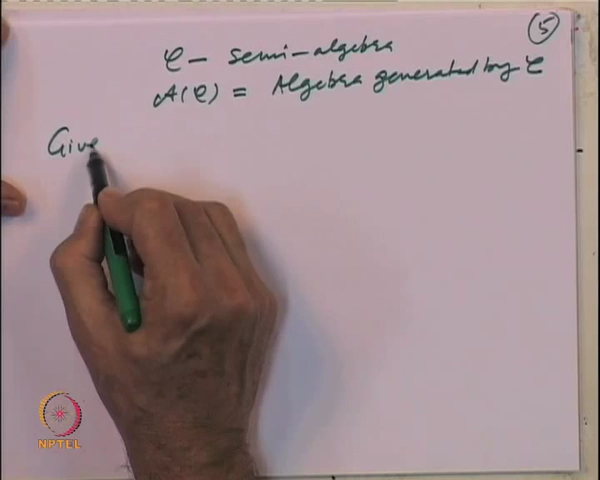 5
C - semi-algebra
A(C) = Algebra generated by C
Give
NPTEL